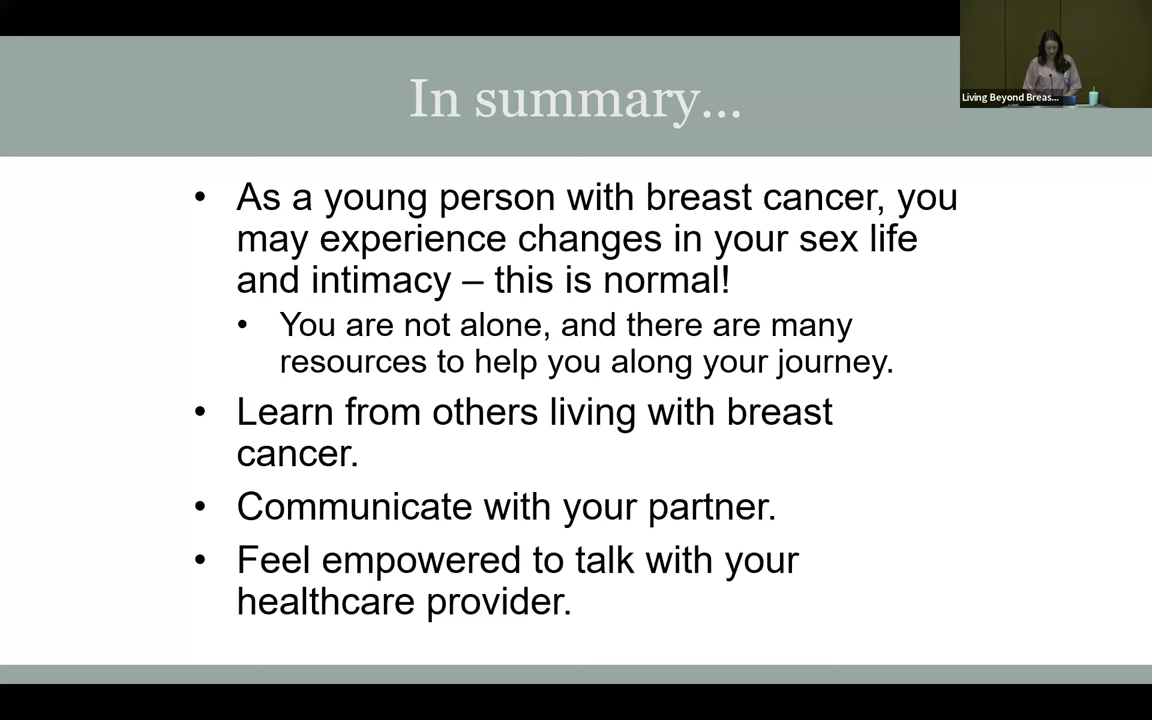 In summary...
Living Beyond Breas...
• As a young person with breast cancer, you
may experience changes in your sex life
and intimacy – this is normal!
• You are not alone, and there are many
resources to help you along your journey.
• Learn from others living with breast
cancer.
• Communicate with your partner.
• Feel empowered to talk with your
healthcare provider.